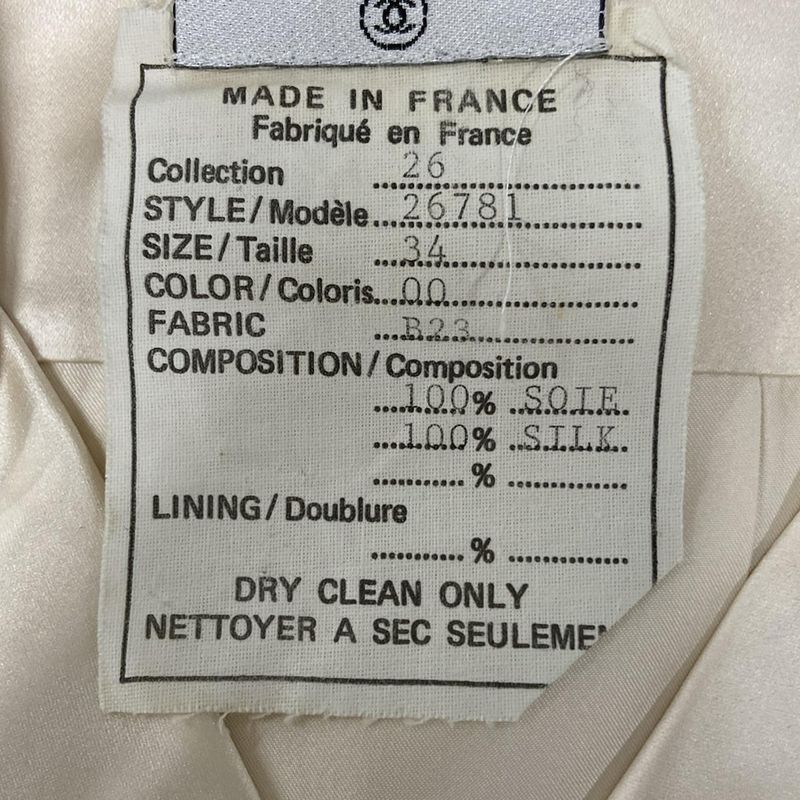 MADE IN FRANCE
Fabriqué en France
Collection 26
STYLE/Modèle 26781
SIZE/Taille 34
COLOR/Coloris 00
FABRIC B23
COMPOSITION/Composition
100% SOIE
100% SILK
%
LINING/Doublure
%
DRY CLEAN ONLY
NETTOYER A SEC SEULEMEN